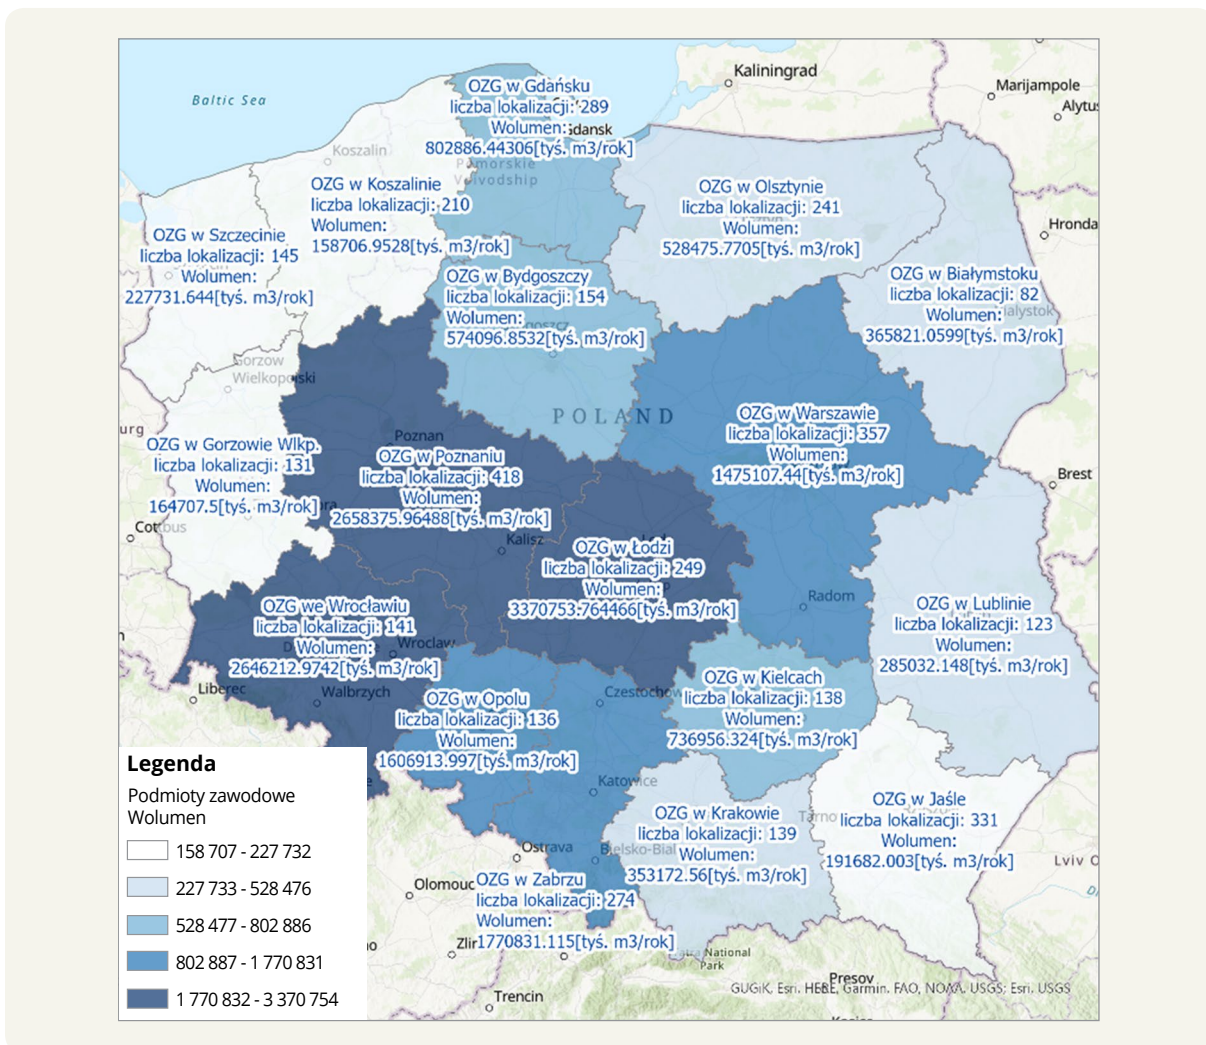 Baltic Sea
Kaliningrad
Marijampole
Alytus
OZG w Gdańsku
liczba lokalizacji: 289
Wolumen:
802886.44306[tyś. m3/rok]
Gdansk
Pomorskie
Voivodship
Koszalin
OZG w Koszalinie
liczba lokalizacji: 210
Wolumen:
158706.9528[tyś. m3/rok]
OZG w Olsztynie
liczba lokalizacji: 241
Wolumen:
528475.7705[tyś. m3/rok]
Hronda
OZG w Szczecinie
liczba lokalizacji: 145
Wolumen:
227731.644[tyś. m3/rok]
OZG w Bydgoszczy
liczba lokalizacji: 154
Wolumen:
574096.8532[tyś. m3/rok]
OZG w Białymstoku
liczba lokalizacji: 82
Wolumen:
365821.0599[tyś. m3/rok]
alystok
Gorzow
Wielkopolski
POLAND
OZG w Warszawie
liczba lokalizacji: 357
Wolumen:
1475107.44[tyś. m3/rok]
urg
OZG w Gorzowie Wlkp.
liczba lokalizacji: 131
Wolumen:
164707.5[tyś. m3/rok]
Poznan
OZG w Poznaniu
liczba lokalizacji: 418
Wolumen:
2658375.96488[tyś. m3/rok]
Brest
Cottbus
Kalisz
OZG w Łodzi
liczba lokalizacji: 249
Wolumen:
3370753.764466[tyś. m3/rok]
Radom
OZG we Wrocławiu
liczba lokalizacji: 141
Wolumen:
2646212.9742[tyś. m3/rok]
Wroclaw
OZG w Lublinie
liczba lokalizacji: 123
Wolumen:
285032.148[tyś. m3/rok]
Liberec
Walbrzych
OZG w Opolu
liczba lokalizacji: 136
Wolumen:
1606913.997[tyś. m3/rok]
Czestochow
OZG w Kielcach
liczba lokalizacji: 138
Wolumen:
736956.324[tyś. m3/rok]
Katowice
OZG w Krakowie
liczba lokalizacji: 139
Wolumen:
353172.56[tyś. m3/rok]
Tarno
OZG w Jaśle
liczba lokalizacji: 331
Wolumen:
191682.003[tyś. m3/rok]
Ostrava
Bielsko-Bial
Lviv O
Olomouc
OZG w Zabrzu
liczba lokalizacji: 274
Wolumen:
1770831.115[tyś. m3/rok]
Zlin
Tatra National
Park
Presov
Trencin
GUGiK, Esri, HERE, Garmin, FAO, NOAA, USGS; Esri, USGS
Legenda
Podmioty zawodowe
Wolumen
158 707 - 227 732
227 733 - 528 476
528 477 - 802 886
802 887 - 1 770 831
1 770 832 - 3 370 754